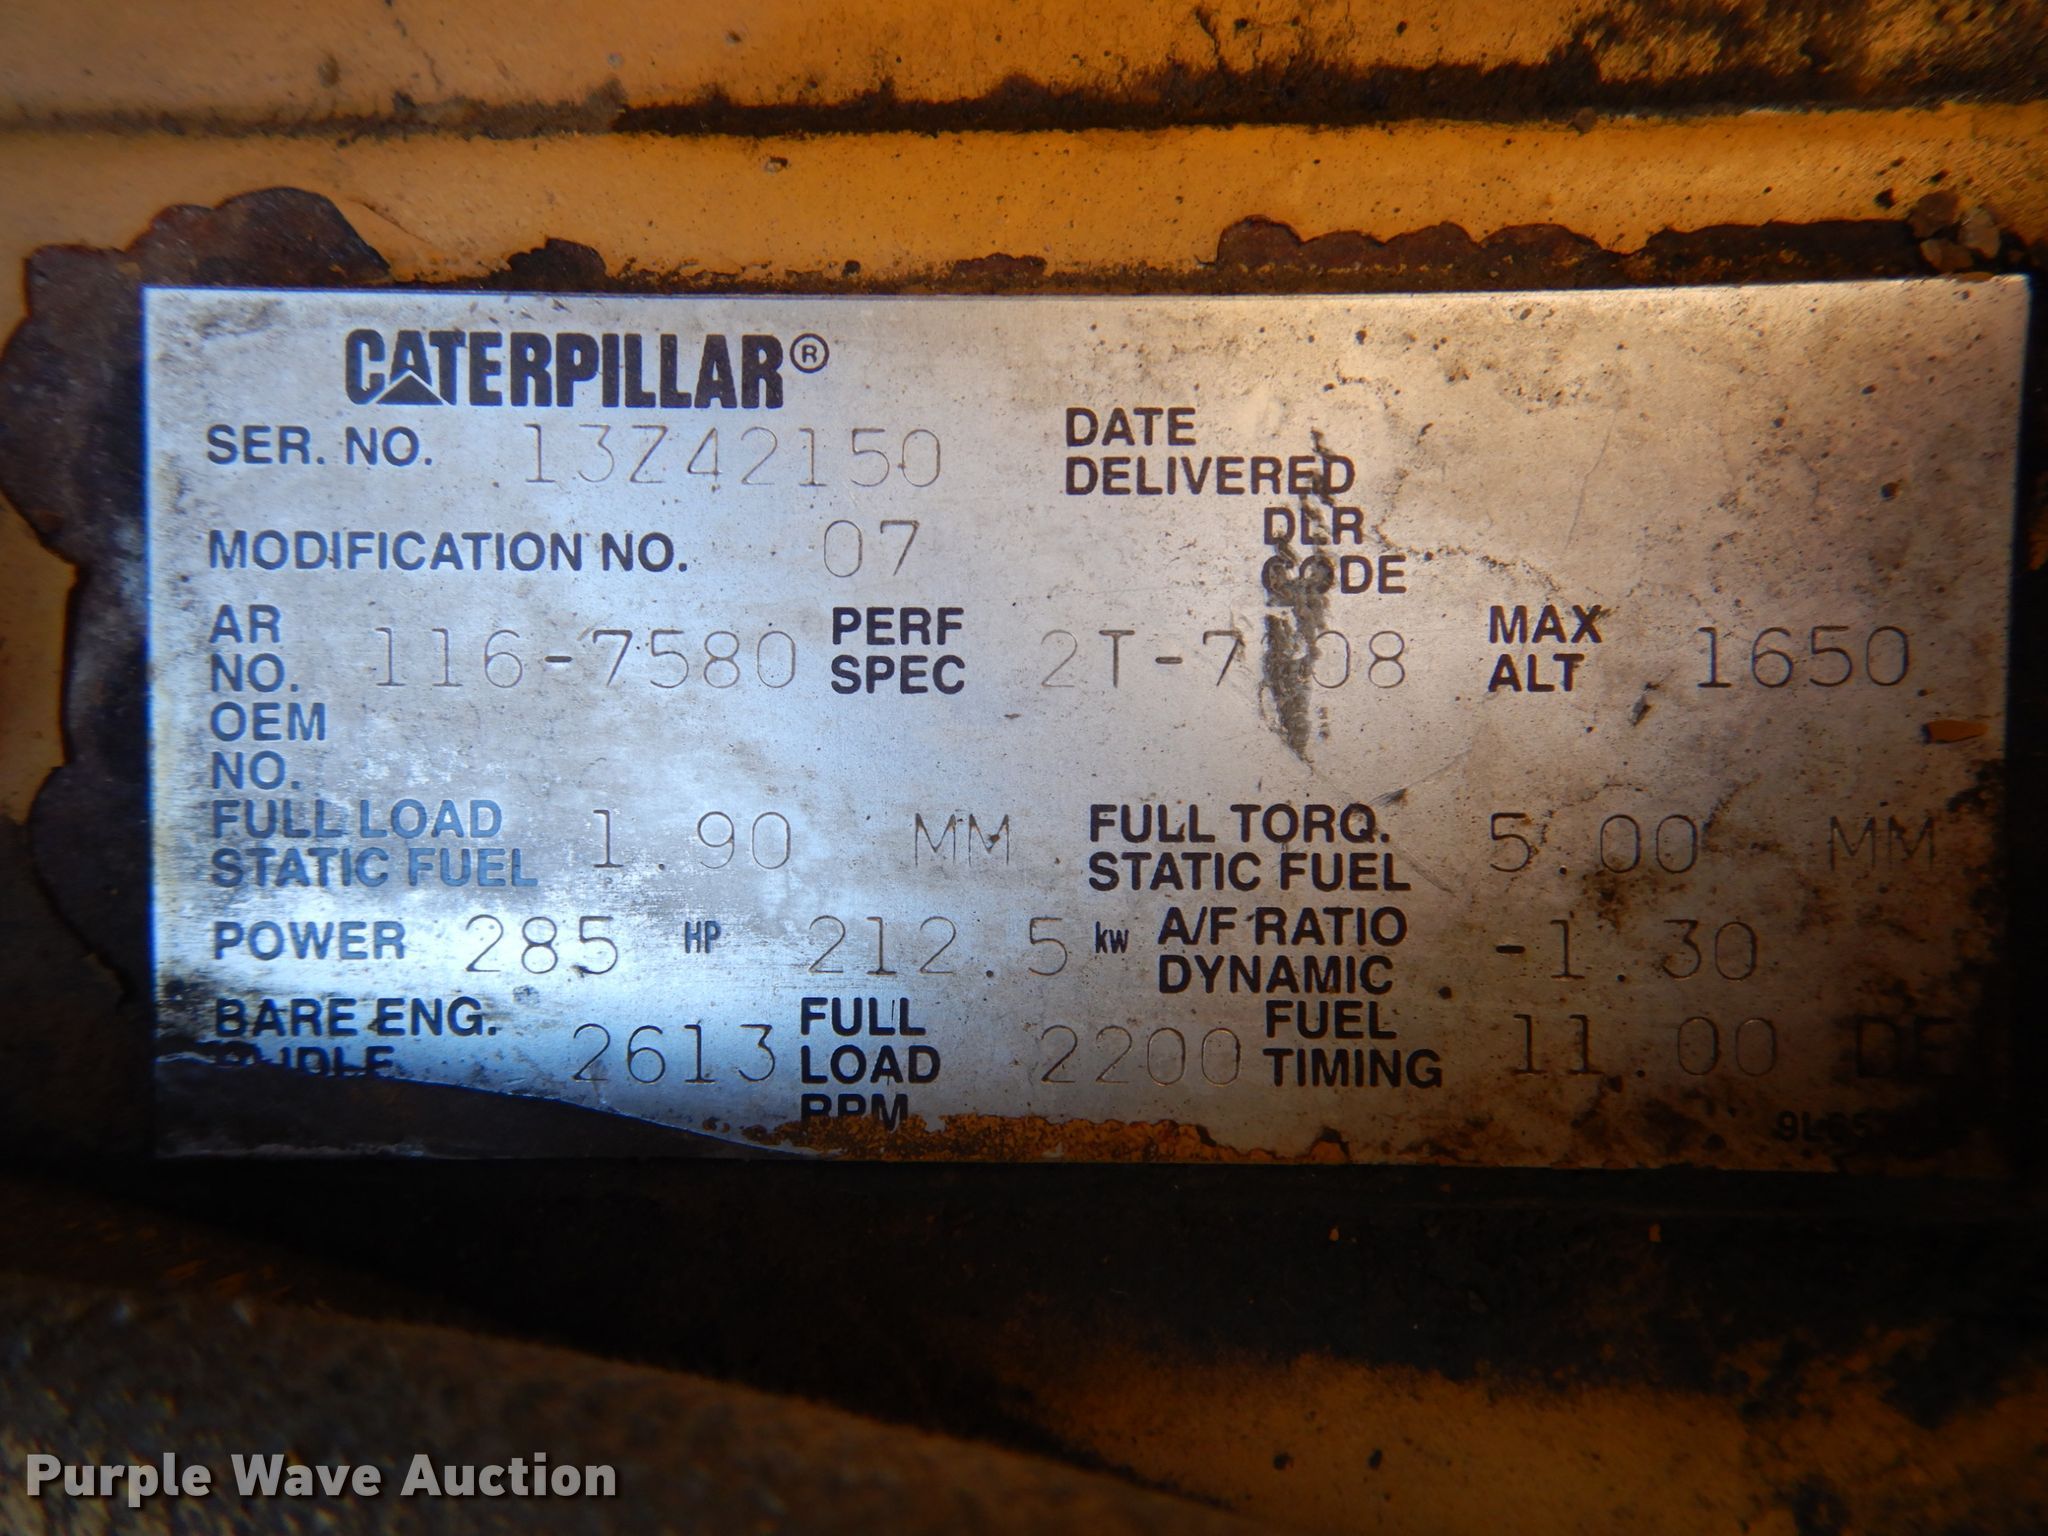 CATERPILLAR®
SER. NO. 13Z42150 DATE DELIVERED
MODIFICATION NO. 07 DLR CODE
AR NO. 116-7580 PERF SPEC MAX ALT 1650
OEM NO.
FULL LOAD STATIC FUEL 1.90 MM FULL TORQ. STATIC FUEL 5.00 MM
POWER 285 HP 212.5 kw A/F RATIO DYNAMIC -1.30
BARE ENG. 2613 FULL LOAD RPM 2200 FUEL TIMING 11.00
Purple Wave Auction